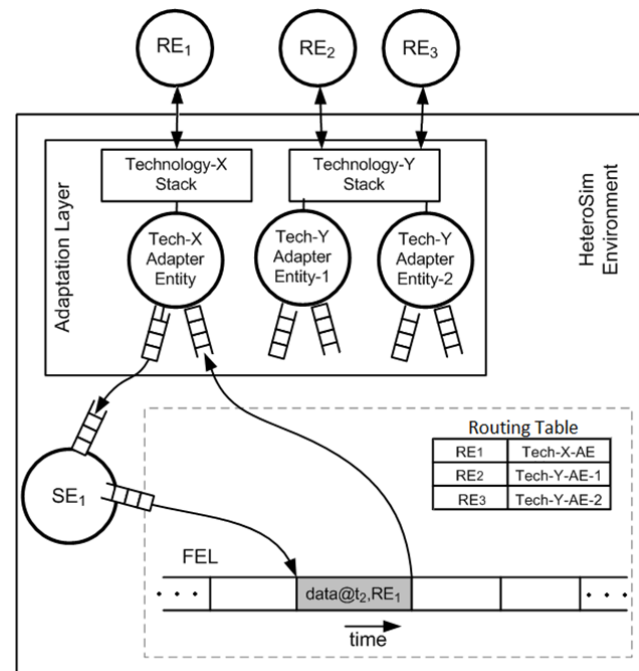 RE1
RE2
RE3
Technology-X
Stack
Technology-Y
Stack
HeteroSim
Environment
Adaptation Layer
Tech-X
Adapter
Entity
Tech-Y
Adapter
Entity-1
Tech-Y
Adapter
Entity-2
Routing Table
RE1 Tech-X-AE
RE2 Tech-Y-AE-1
RE3 Tech-Y-AE-2
SE1
FEL
. . . data@t2,RE1 . . .
time